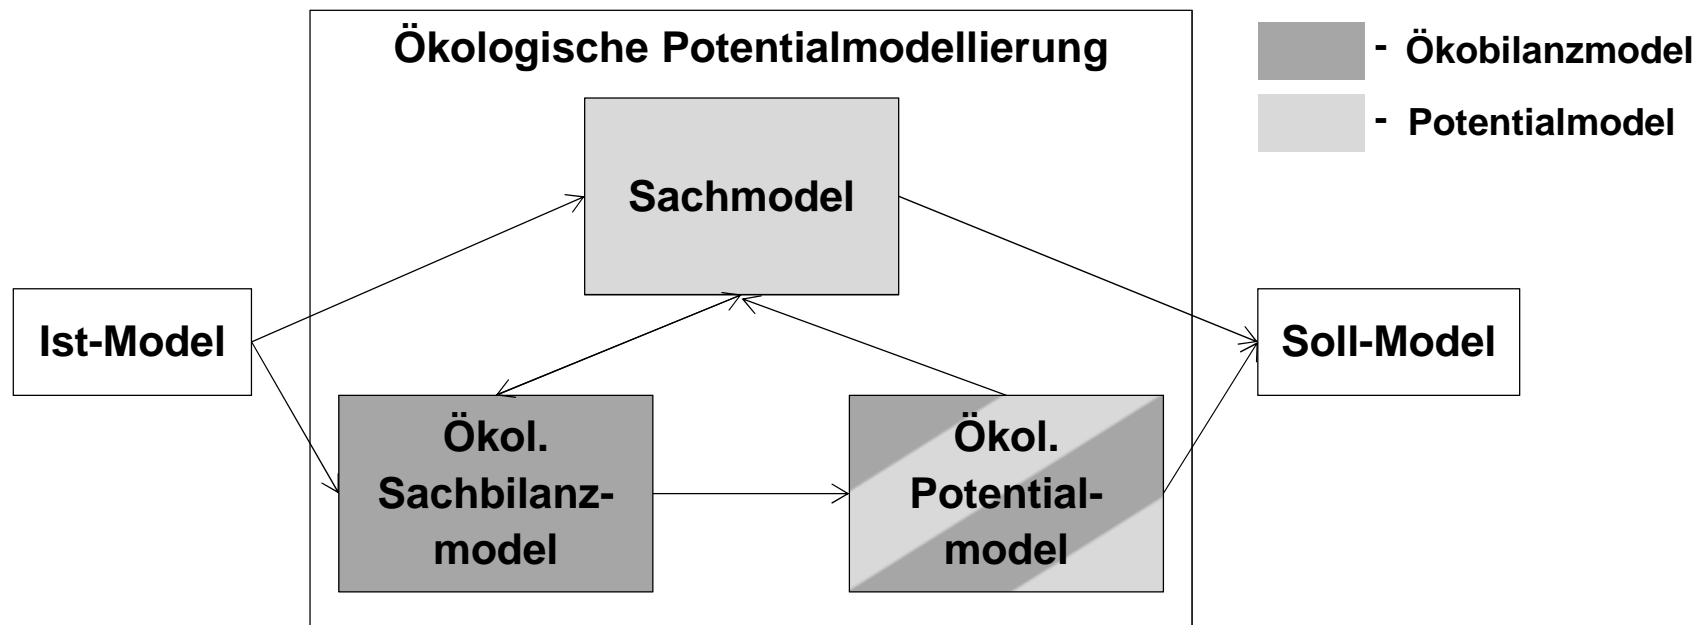 Ökologische Potentialmodellierung
- Ökobilanzmodel
- Potentialmodel
Sachmodel
Ist-Model
Soll-Model
Ökol.
Sachbilanz-
model
Ökol.
Potential-
model